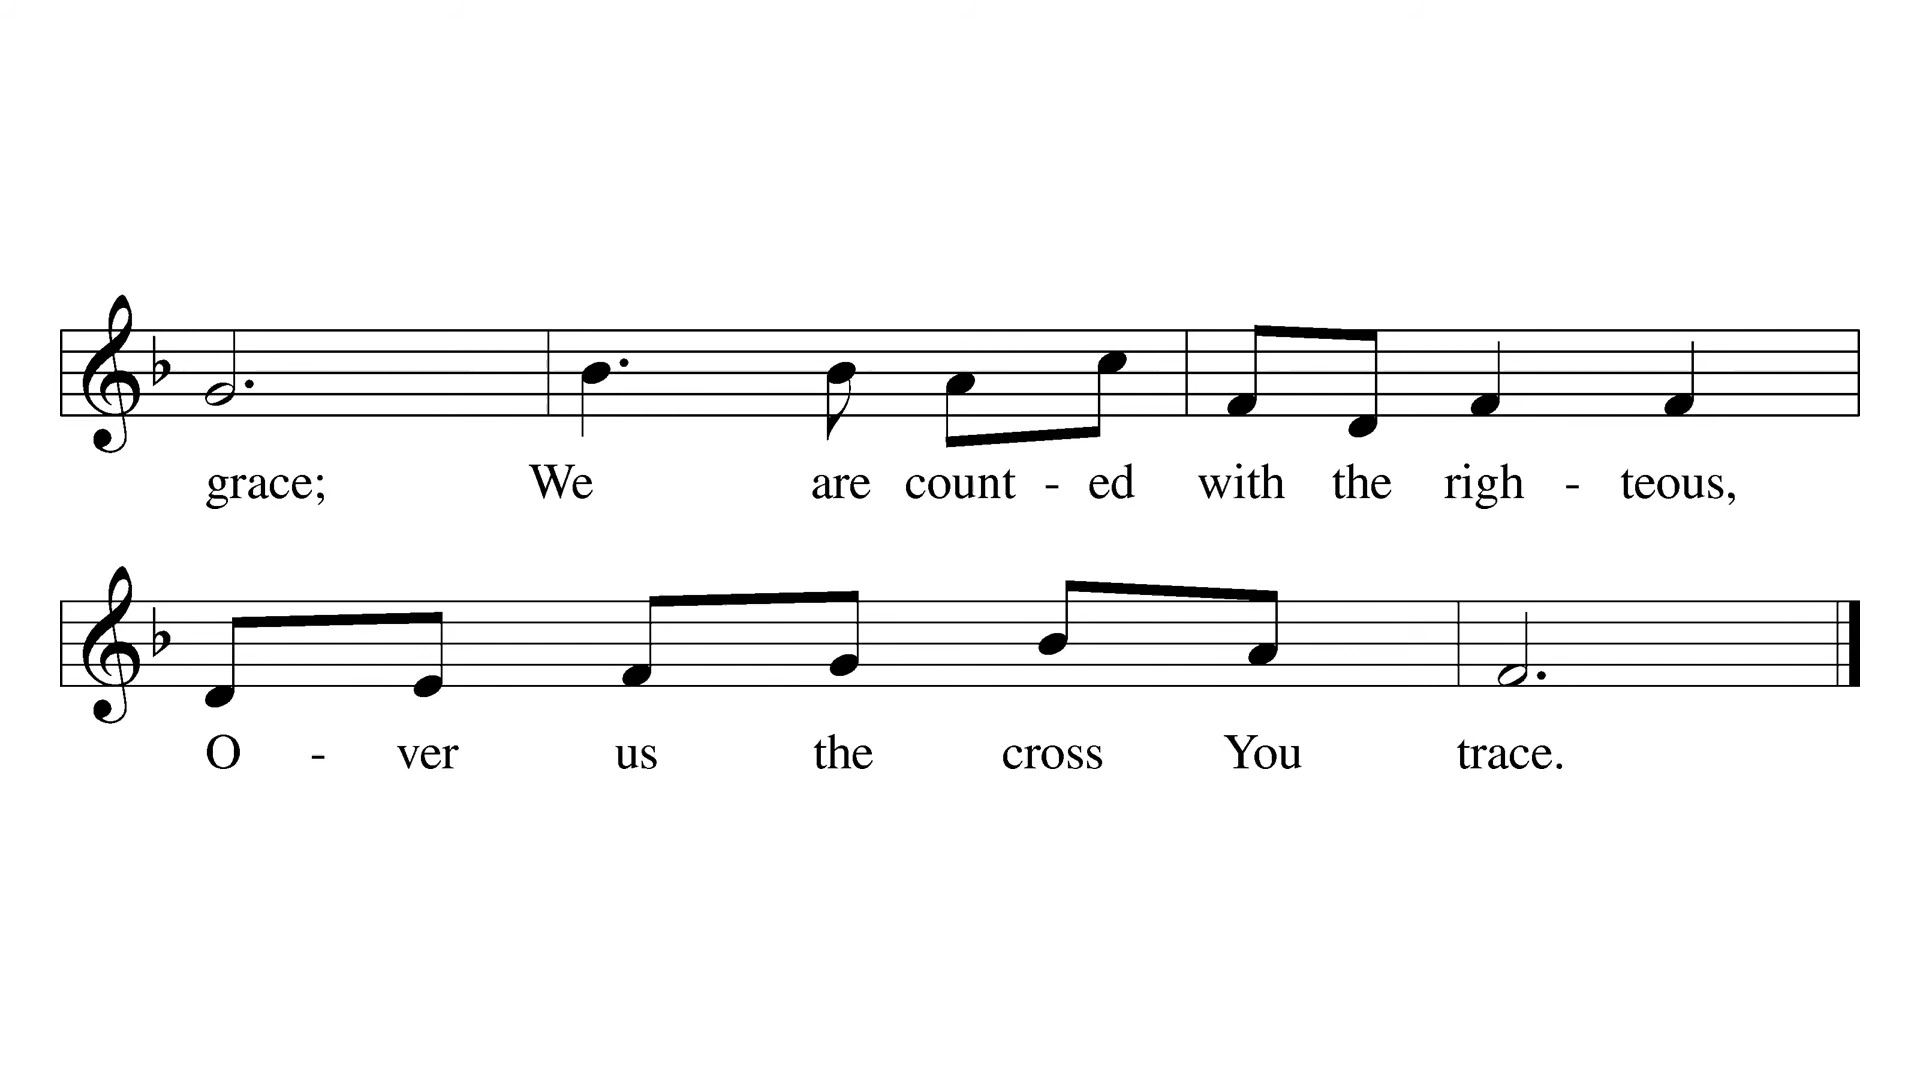 grace; We are count - ed with the righ - teous,
O - ver us the cross You trace.